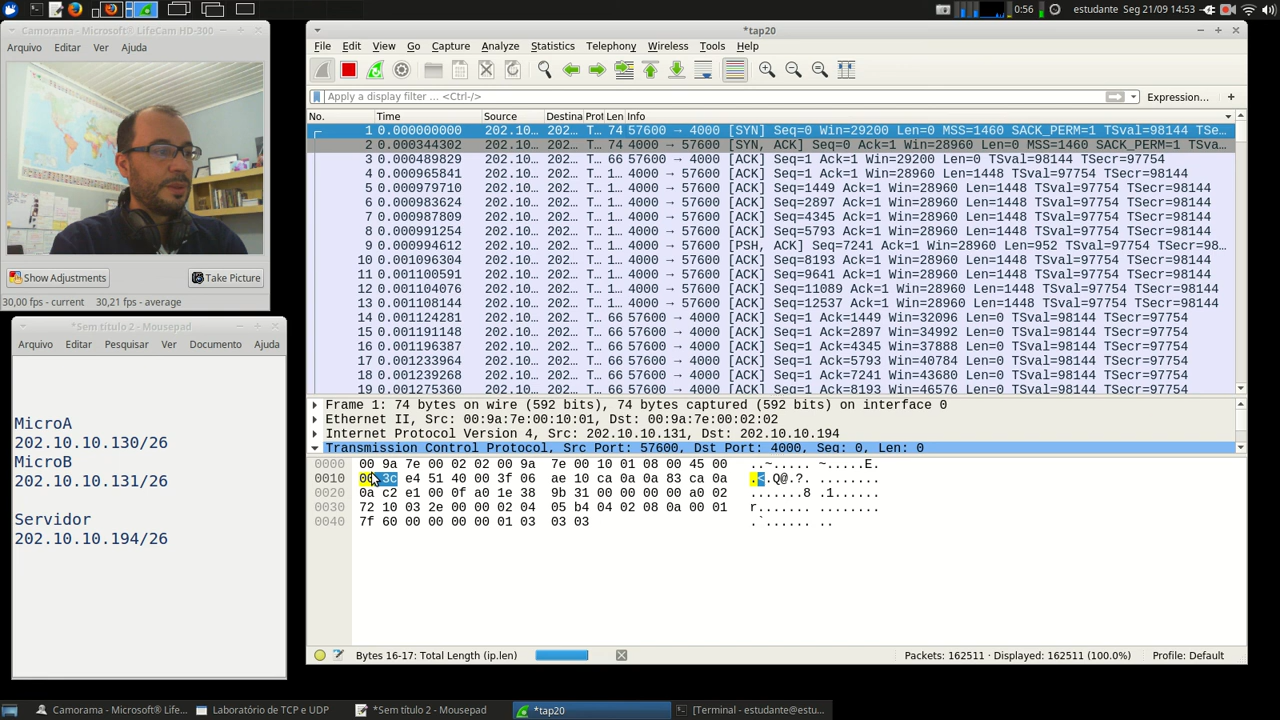 0:56 estudante Seg 21/09 14:53
Camorama - Microsoft® LifeCam HD-300
Arquivo Editar Ver Ajuda
Show Adjustments Take Picture
30,00 fps - current 30,21 fps - average
*Sem título 2 - Mousepad
Arquivo Editar Pesquisar Ver Documento Ajuda
MicroA
202.10.10.130/26
MicroB
202.10.10.131/26
Servidor
202.10.10.194/26
*tap20
File Edit View Go Capture Analyze Statistics Telephony Wireless Tools Help
Apply a display filter ... <Ctrl-/> Expression... +
No. Time Source Destina Prot Len Info
1 0.000000000 202.10... 202... T... 74 57600 → 4000 [SYN] Seq=0 Win=29200 Len=0 MSS=1460 SACK_PERM=1 TSval=98144 TSe...
2 0.000344302 202.10... 202... T... 74 4000 → 57600 [SYN, ACK] Seq=0 Ack=1 Win=28960 Len=0 MSS=1460 SACK_PERM=1 TSva...
3 0.000489829 202.10... 202... T... 66 57600 → 4000 [ACK] Seq=1 Ack=1 Win=29200 Len=0 TSval=98144 TSecr=97754
4 0.000965841 202.10... 202... T... 1... 4000 → 57600 [ACK] Seq=1 Ack=1 Win=28960 Len=1448 TSval=97754 TSecr=98144
5 0.000979710 202.10... 202... T... 1... 4000 → 57600 [ACK] Seq=1449 Ack=1 Win=28960 Len=1448 TSval=97754 TSecr=98144
6 0.000983624 202.10... 202... T... 1... 4000 → 57600 [ACK] Seq=2897 Ack=1 Win=28960 Len=1448 TSval=97754 TSecr=98144
7 0.000987809 202.10... 202... T... 1... 4000 → 57600 [ACK] Seq=4345 Ack=1 Win=28960 Len=1448 TSval=97754 TSecr=98144
8 0.000991254 202.10... 202... T... 1... 4000 → 57600 [ACK] Seq=5793 Ack=1 Win=28960 Len=1448 TSval=97754 TSecr=98144
9 0.000994612 202.10... 202... T... 1... 4000 → 57600 [PSH, ACK] Seq=7241 Ack=1 Win=28960 Len=952 TSval=97754 TSecr=98...
10 0.001096304 202.10... 202... T... 1... 4000 → 57600 [ACK] Seq=8193 Ack=1 Win=28960 Len=1448 TSval=97754 TSecr=98144
11 0.001100591 202.10... 202... T... 1... 4000 → 57600 [ACK] Seq=9641 Ack=1 Win=28960 Len=1448 TSval=97754 TSecr=98144
12 0.001104076 202.10... 202... T... 1... 4000 → 57600 [ACK] Seq=11089 Ack=1 Win=28960 Len=1448 TSval=97754 TSecr=98144
13 0.001108144 202.10... 202... T... 1... 4000 → 57600 [ACK] Seq=12537 Ack=1 Win=28960 Len=1448 TSval=97754 TSecr=98144
14 0.001124281 202.10... 202... T... 66 57600 → 4000 [ACK] Seq=1 Ack=1449 Win=32096 Len=0 TSval=98144 TSecr=97754
15 0.001191148 202.10... 202... T... 66 57600 → 4000 [ACK] Seq=1 Ack=2897 Win=34992 Len=0 TSval=98144 TSecr=97754
16 0.001196387 202.10... 202... T... 66 57600 → 4000 [ACK] Seq=1 Ack=4345 Win=37888 Len=0 TSval=98144 TSecr=97754
17 0.001233964 202.10... 202... T... 66 57600 → 4000 [ACK] Seq=1 Ack=5793 Win=40784 Len=0 TSval=98144 TSecr=97754
18 0.001239268 202.10... 202... T... 66 57600 → 4000 [ACK] Seq=1 Ack=7241 Win=43680 Len=0 TSval=98144 TSecr=97754
19 0.001275360 202.10... 202... T... 66 57600 → 4000 [ACK] Seq=1 Ack=8193 Win=46576 Len=0 TSval=98144 TSecr=97754
Frame 1: 74 bytes on wire (592 bits), 74 bytes captured (592 bits) on interface 0
Ethernet II, Src: 00:9a:7e:00:10:01, Dst: 00:9a:7e:00:02:02
Internet Protocol Version 4, Src: 202.10.10.131, Dst: 202.10.10.194
Transmission Control Protocol, Src Port: 57600, Dst Port: 4000, Seq: 0, Len: 0
0000 00 9a 7e 00 02 02 00 9a 7e 00 10 01 08 00 45 00 ..~..... ~.....E.
0010 00 3c e4 51 40 00 3f 06 ae 10 ca 0a 0a 83 ca 0a .<.Q@.?. ........
0020 0a c2 e1 00 0f a0 1e 38 9b 31 00 00 00 00 a0 02 .......8 .1......
0030 72 10 03 2e 00 00 02 04 05 b4 04 02 08 0a 00 01 r....... ........
0040 7f 60 00 00 00 00 01 03 03 03 .`...... ..
Bytes 16-17: Total Length (ip.len) Packets: 162511 · Displayed: 162511 (100.0%) Profile: Default
Camorama - Microsoft® Life... Laboratório de TCP e UDP *Sem título 2 - Mousepad *tap20 [Terminal - estudante@estu...